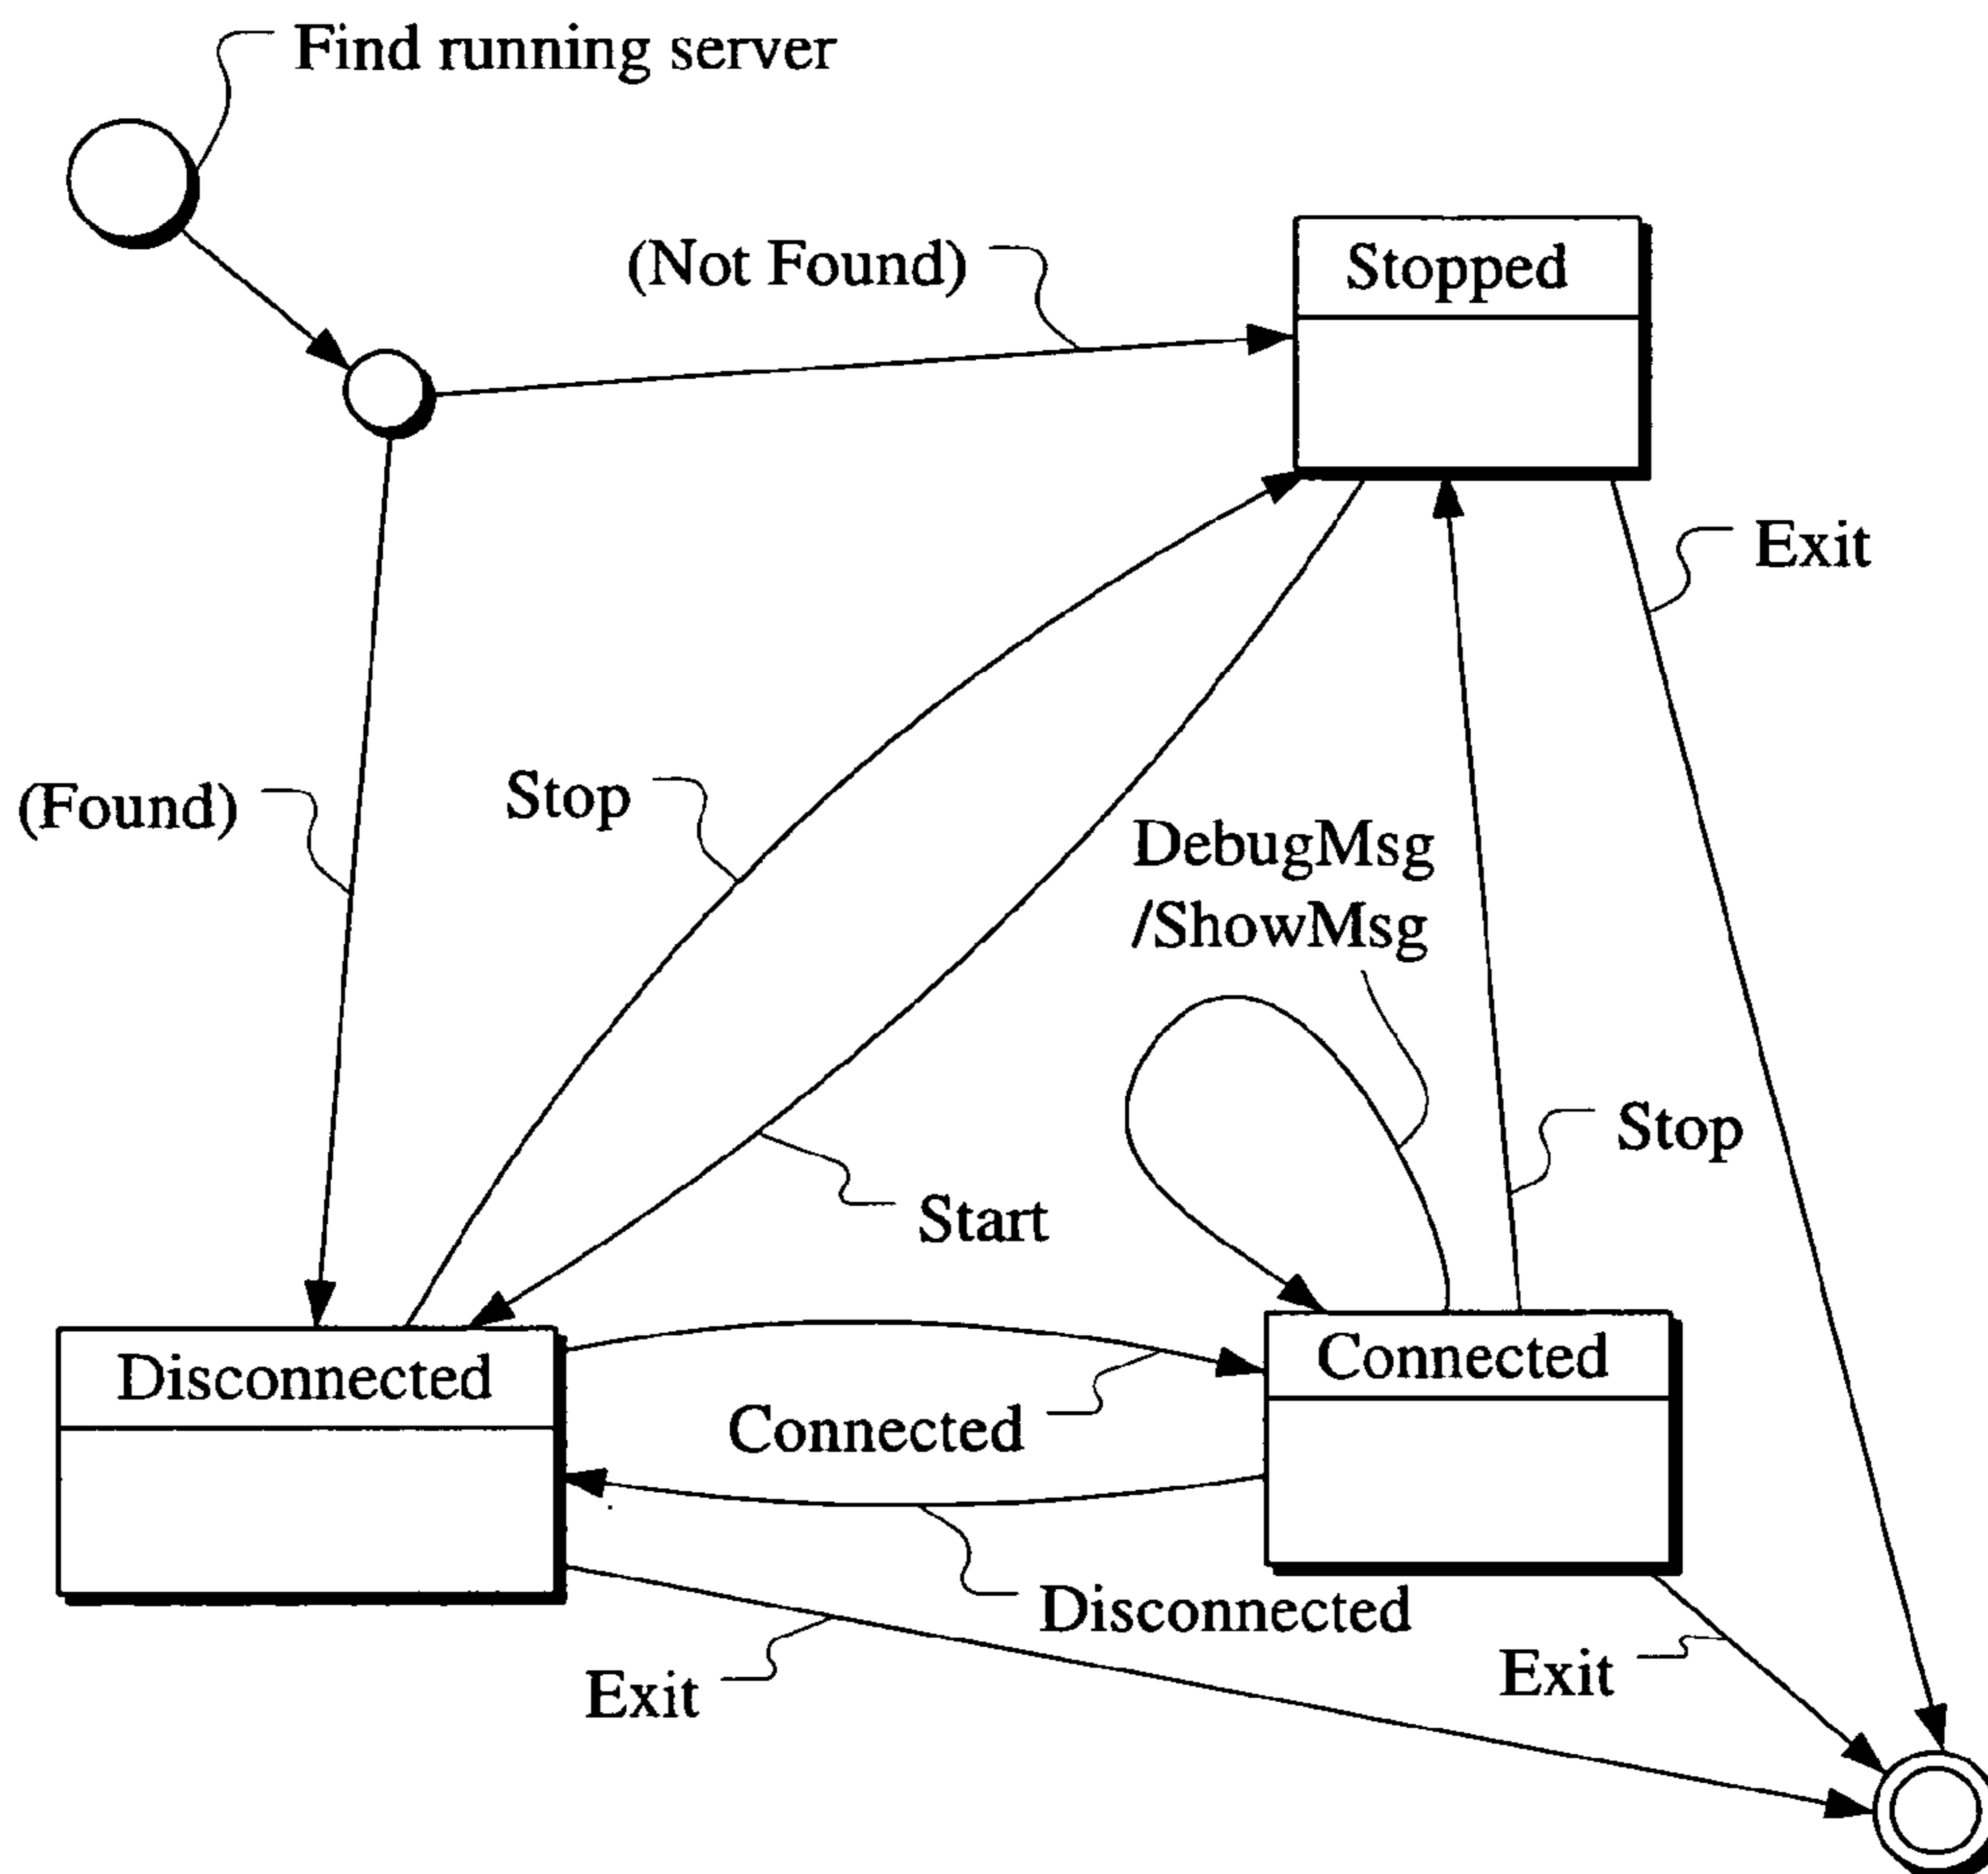 Find running server
(Not Found)
Stopped
Exit
(Found)
Stop
DebugMsg
/ShowMsg
Stop
Start
Disconnected
Connected
Connected
Disconnected
Exit
Exit